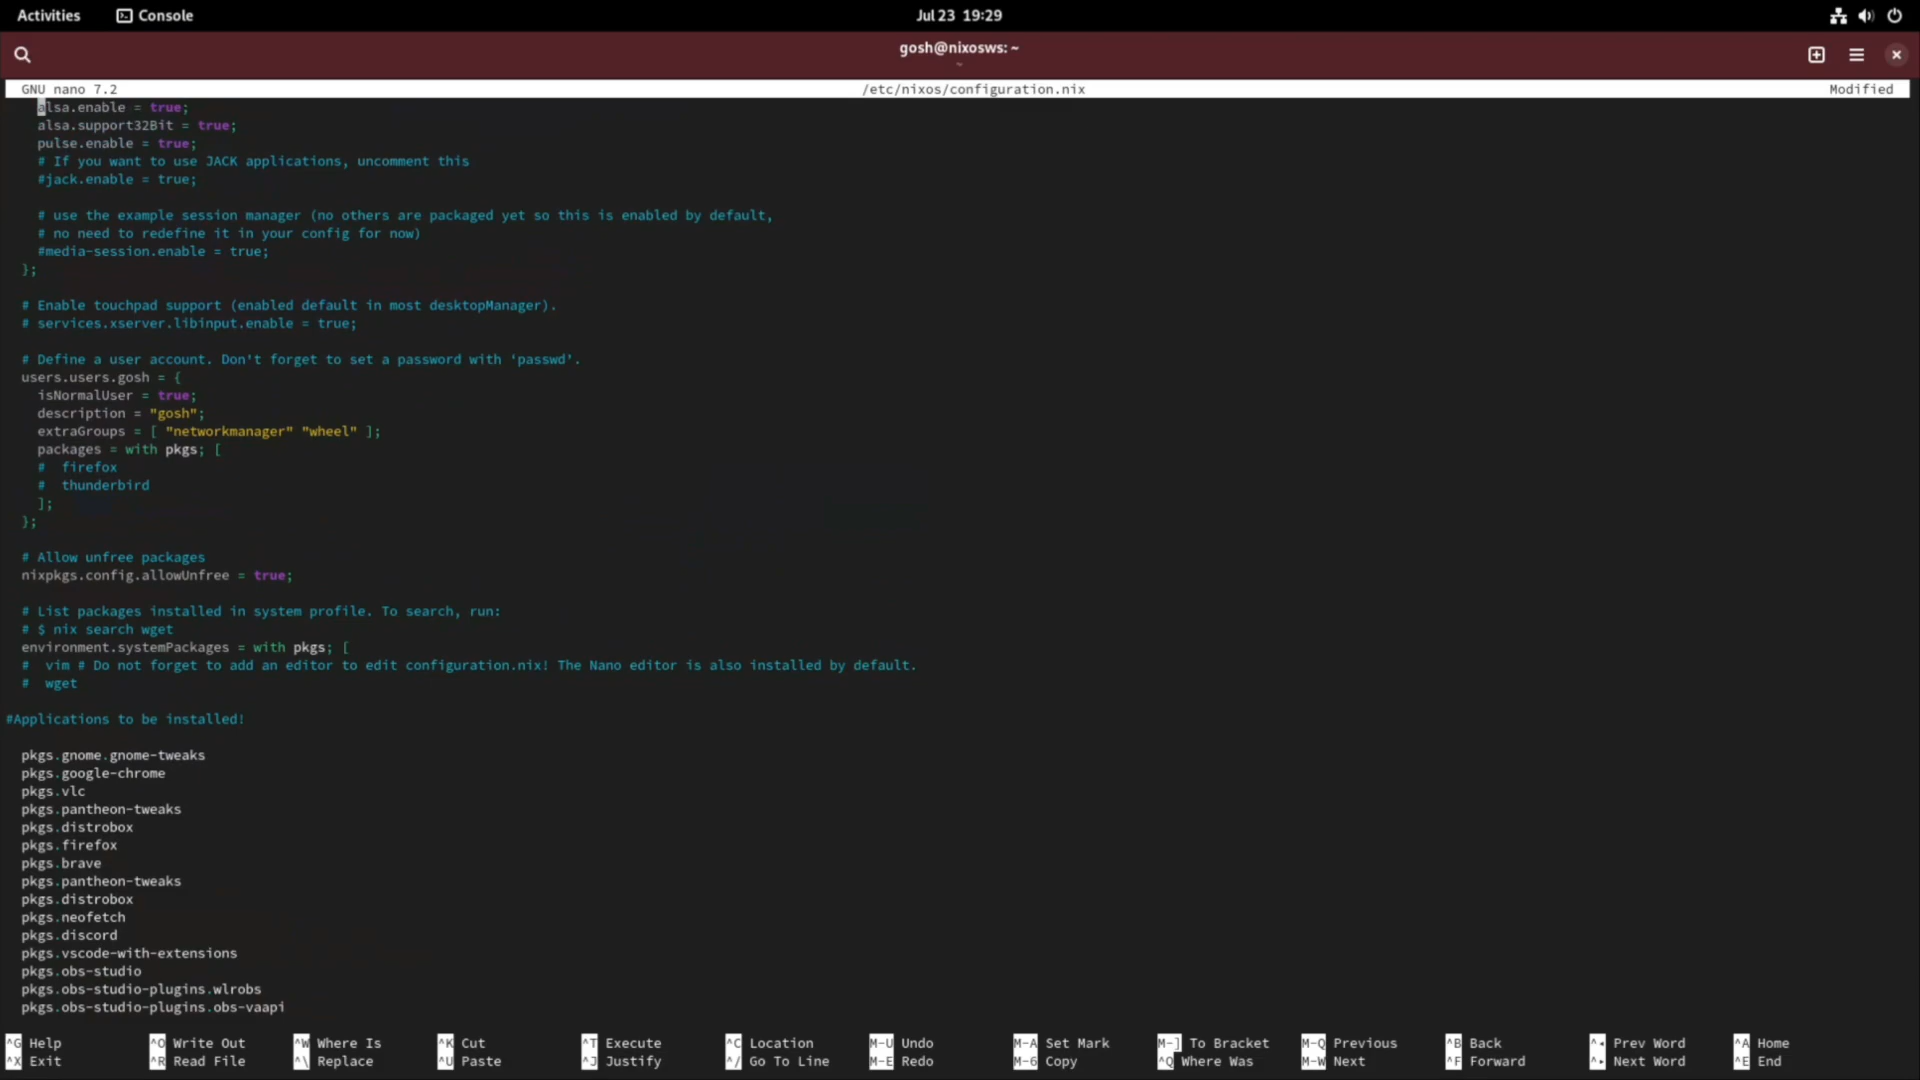 Activities Console Jul 23 19:29
gosh@nixosws: ~
~
GNU nano 7.2 /etc/nixos/configuration.nix Modified
alsa.enable = true;
alsa.support32Bit = true;
pulse.enable = true;
# If you want to use JACK applications, uncomment this
#jack.enable = true;
# use the example session manager (no others are packaged yet so this is enabled by default,
# no need to redefine it in your config for now)
#media-session.enable = true;
};
# Enable touchpad support (enabled default in most desktopManager).
# services.xserver.libinput.enable = true;
# Define a user account. Don't forget to set a password with ‘passwd’.
users.users.gosh = {
isNormalUser = true;
description = "gosh";
extraGroups = [ "networkmanager" "wheel" ];
packages = with pkgs; [
#  firefox
#  thunderbird
];
};
# Allow unfree packages
nixpkgs.config.allowUnfree = true;
# List packages installed in system profile. To search, run:
# $ nix search wget
environment.systemPackages = with pkgs; [
#  vim # Do not forget to add an editor to edit configuration.nix! The Nano editor is also installed by default.
#  wget
#Applications to be installed!
pkgs.gnome.gnome-tweaks
pkgs.google-chrome
pkgs.vlc
pkgs.pantheon-tweaks
pkgs.distrobox
pkgs.firefox
pkgs.brave
pkgs.pantheon-tweaks
pkgs.distrobox
pkgs.neofetch
pkgs.discord
pkgs.vscode-with-extensions
pkgs.obs-studio
pkgs.obs-studio-plugins.wlrobs
pkgs.obs-studio-plugins.obs-vaapi
^G Help ^O Write Out ^W Where Is ^K Cut ^T Execute ^C Location M-U Undo M-A Set Mark M-] To Bracket M-Q Previous ^B Back ^◂ Prev Word ^A Home
^X Exit ^R Read File ^\ Replace ^U Paste ^J Justify ^/ Go To Line M-E Redo M-6 Copy ^Q Where Was M-W Next ^F Forward ^▸ Next Word ^E End